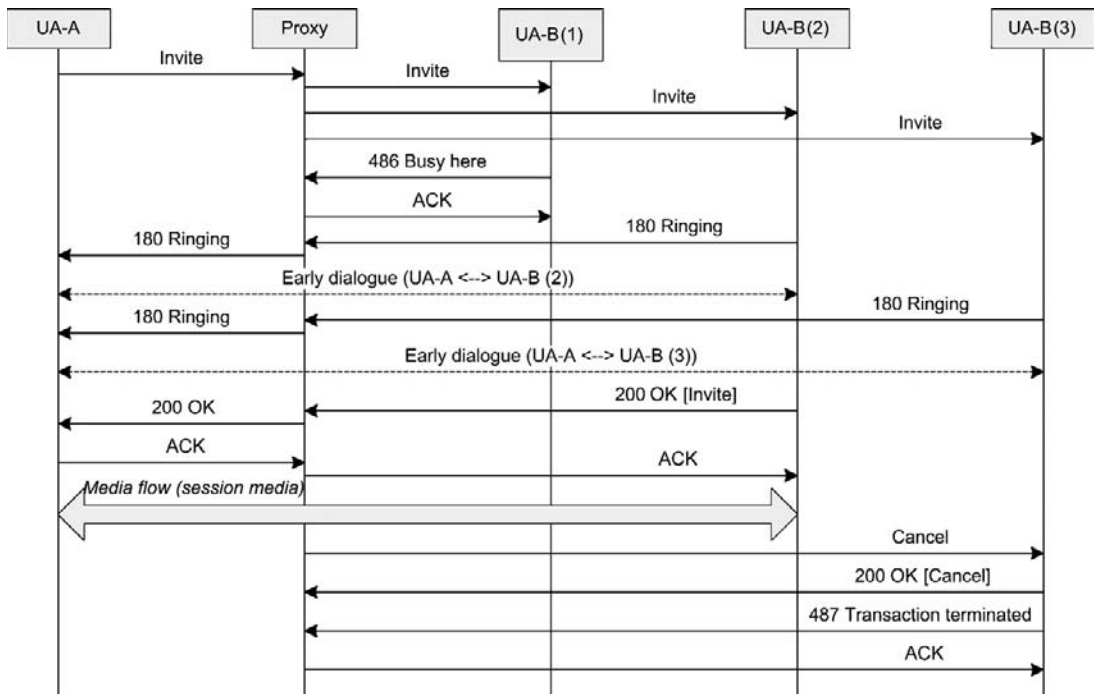 UA-A
Proxy
UA-B(1)
UA-B(2)
UA-B(3)
Invite
Invite
Invite
Invite
486 Busy here
ACK
180 Ringing
180 Ringing
Early dialogue (UA-A <--> UA-B (2))
180 Ringing
180 Ringing
Early dialogue (UA-A <--> UA-B (3))
200 OK [Invite]
200 OK
ACK
ACK
Media flow (session media)
Cancel
200 OK [Cancel]
487 Transaction terminated
ACK